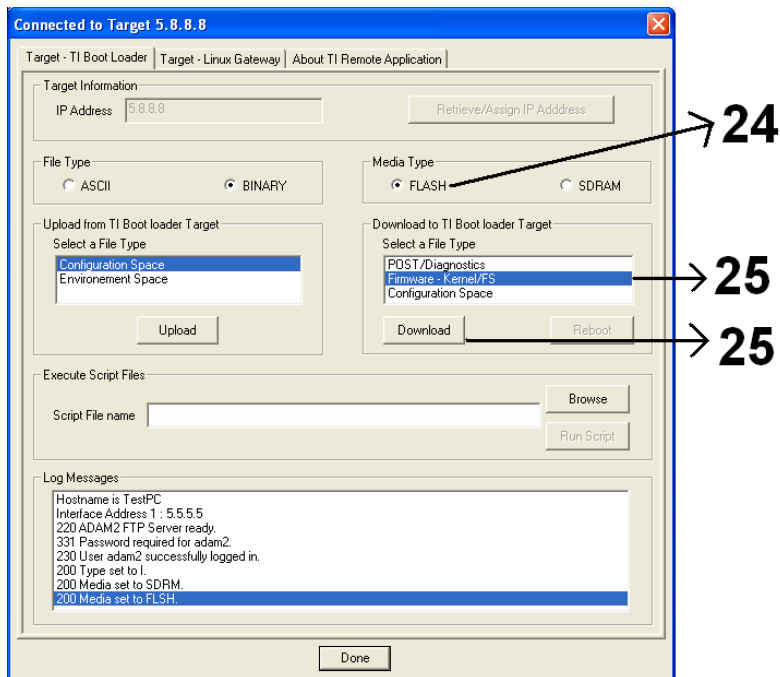 Connected to Target 5.8.8.8
Target - TI Boot Loader Target - Linux Gateway About TI Remote Application
Target Information
IP Address 5.8.8.8 Retrieve/Assign IP Adddress
24
File Type Media Type
ASCII BINARY FLASH SDRAM
Upload from TI Boot loader Target Download to TI Boot loader Target
Select a File Type Select a File Type
Configuration Space POST/Diagnostics
Environement Space Firmware - Kernel/FS 25
Configuration Space
Upload Download Reboot 25
Execute Script Files
Browse
Script File name
Run Script
Log Messages
Hostname is TestPC
Interface Address 1 : 5.5.5.5
220 ADAM2 FTP Server ready.
331 Password required for adam2.
230 User adam2 successfully logged in.
200 Type set to I.
200 Media set to SDRM.
200 Media set to FLSH.
Done